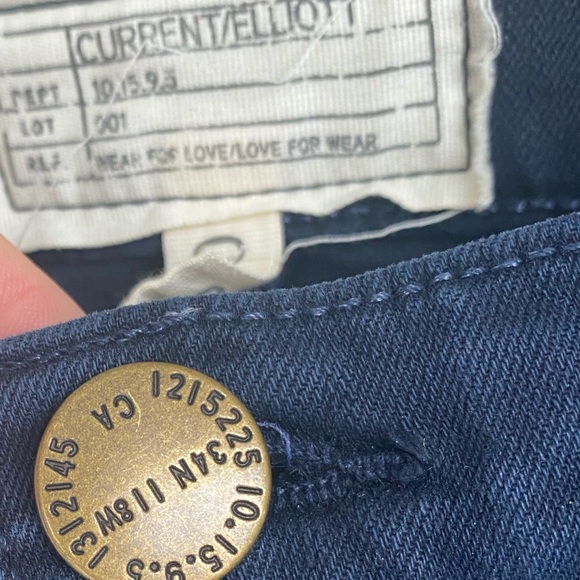 CURRENT/ELLIOTT
DEPT 10.15.9.5
LOT 001
REF. WEAR FOR LOVE/LOVE FOR WEAR
1215225
10.15.9.5
1312145
CA
34N 118W